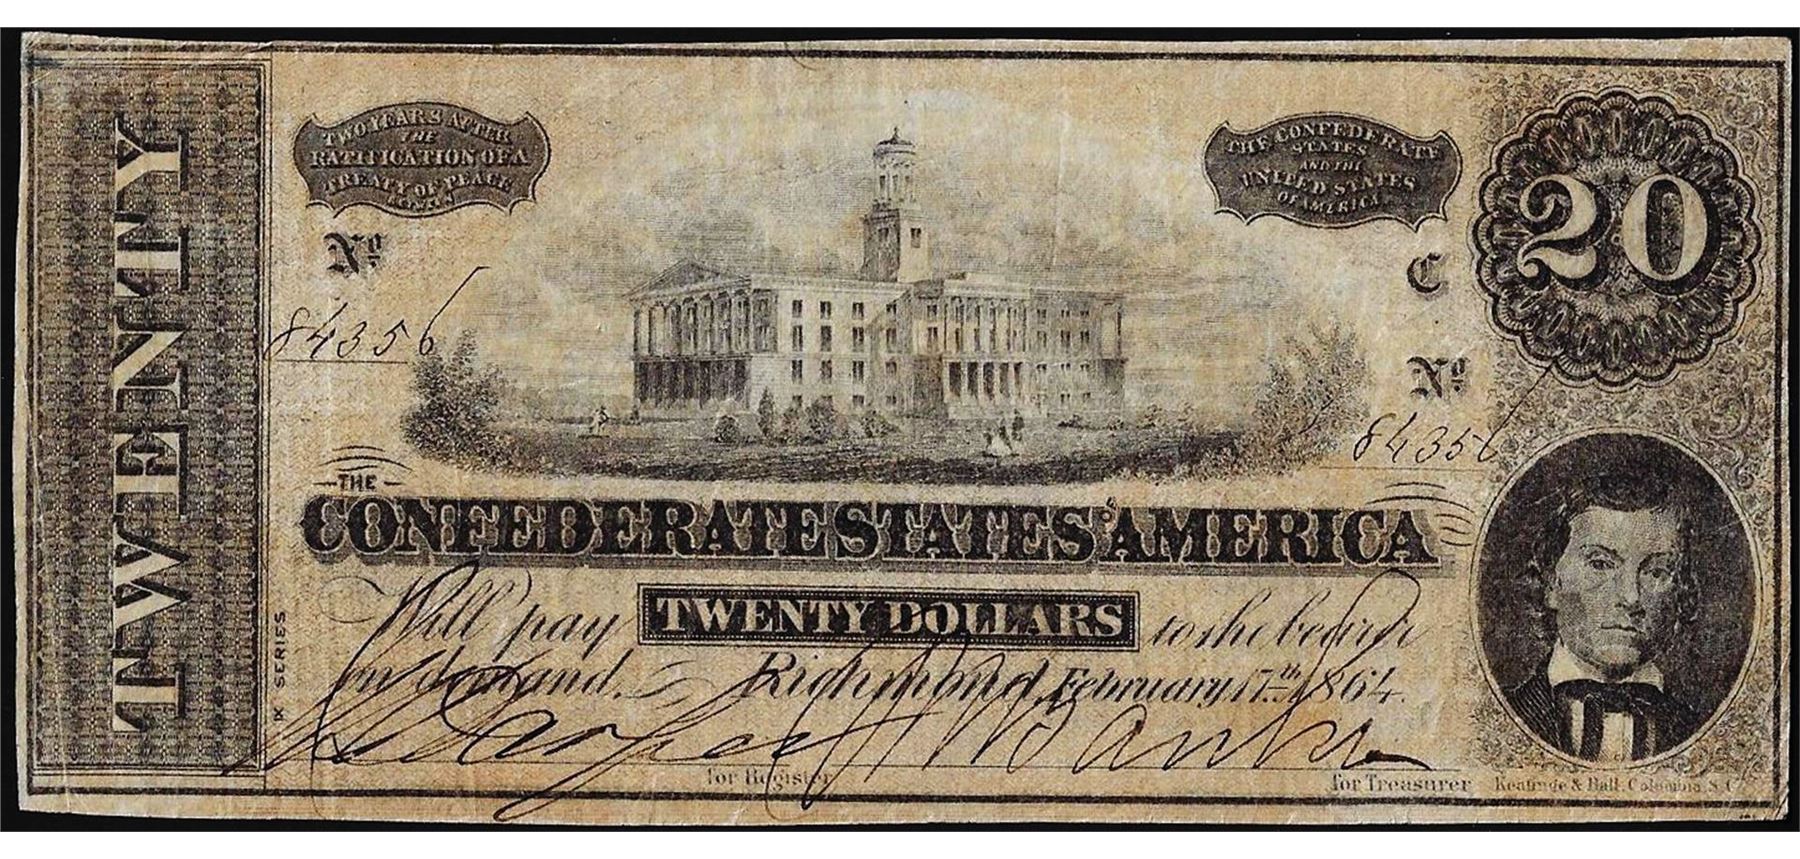 TWENTY
TWO YEARS AFTER
THE
RATIFICATION OF A
TREATY OF PEACE
BETWEEN
THE CONFEDERATE
STATES
AND THE
UNITED STATES
OF AMERICA
20
No
84356
C
No
84356
THE
CONFEDERATE STATES OF AMERICA
Will pay TWENTY DOLLARS to the bearer
on demand. Richmond, February 17th 1864.
IX SERIES
for Register
for Treasurer
Keatinge & Ball, Columbia, S.C.